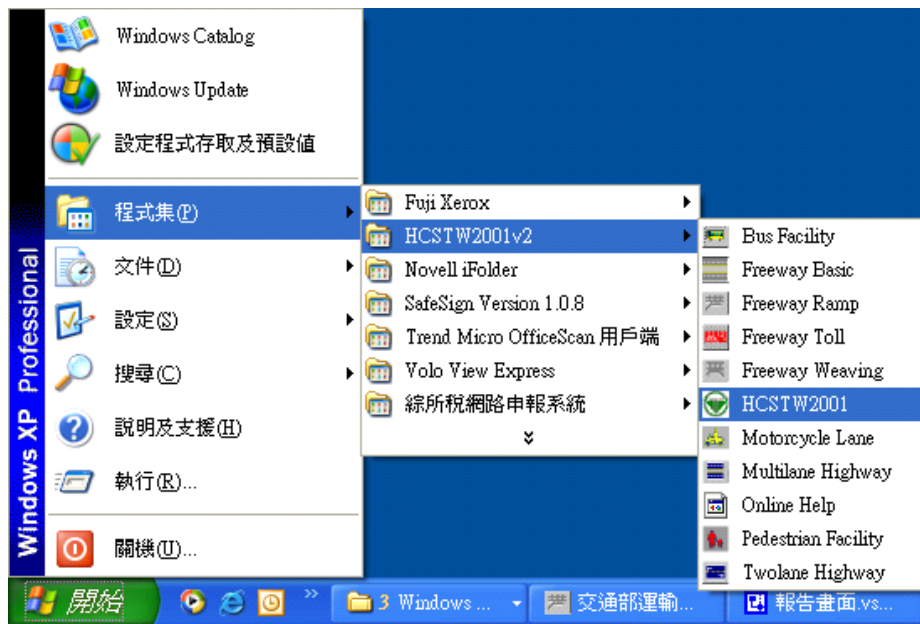 Windows Catalog
Windows Update
設定程式存取及預設值
程式集(P)
文件(D)
設定(S)
搜尋(C)
說明及支援(H)
執行(R)...
關機(U)...
Windows XP Professional
Fuji Xerox
HCSTW2001v2
Novell iFolder
SafeSign Version 1.0.8
Trend Micro OfficeScan 用戶端
Volo View Express
綜所稅網路申報系統
Bus Facility
Freeway Basic
Freeway Ramp
Freeway Toll
Freeway Weaving
HCSTW2001
Motorcycle Lane
Multilane Highway
Online Help
Pedestrian Facility
Twolane Highway
開始
3 Windows ...
交通部運輸...
報告畫面.vs...